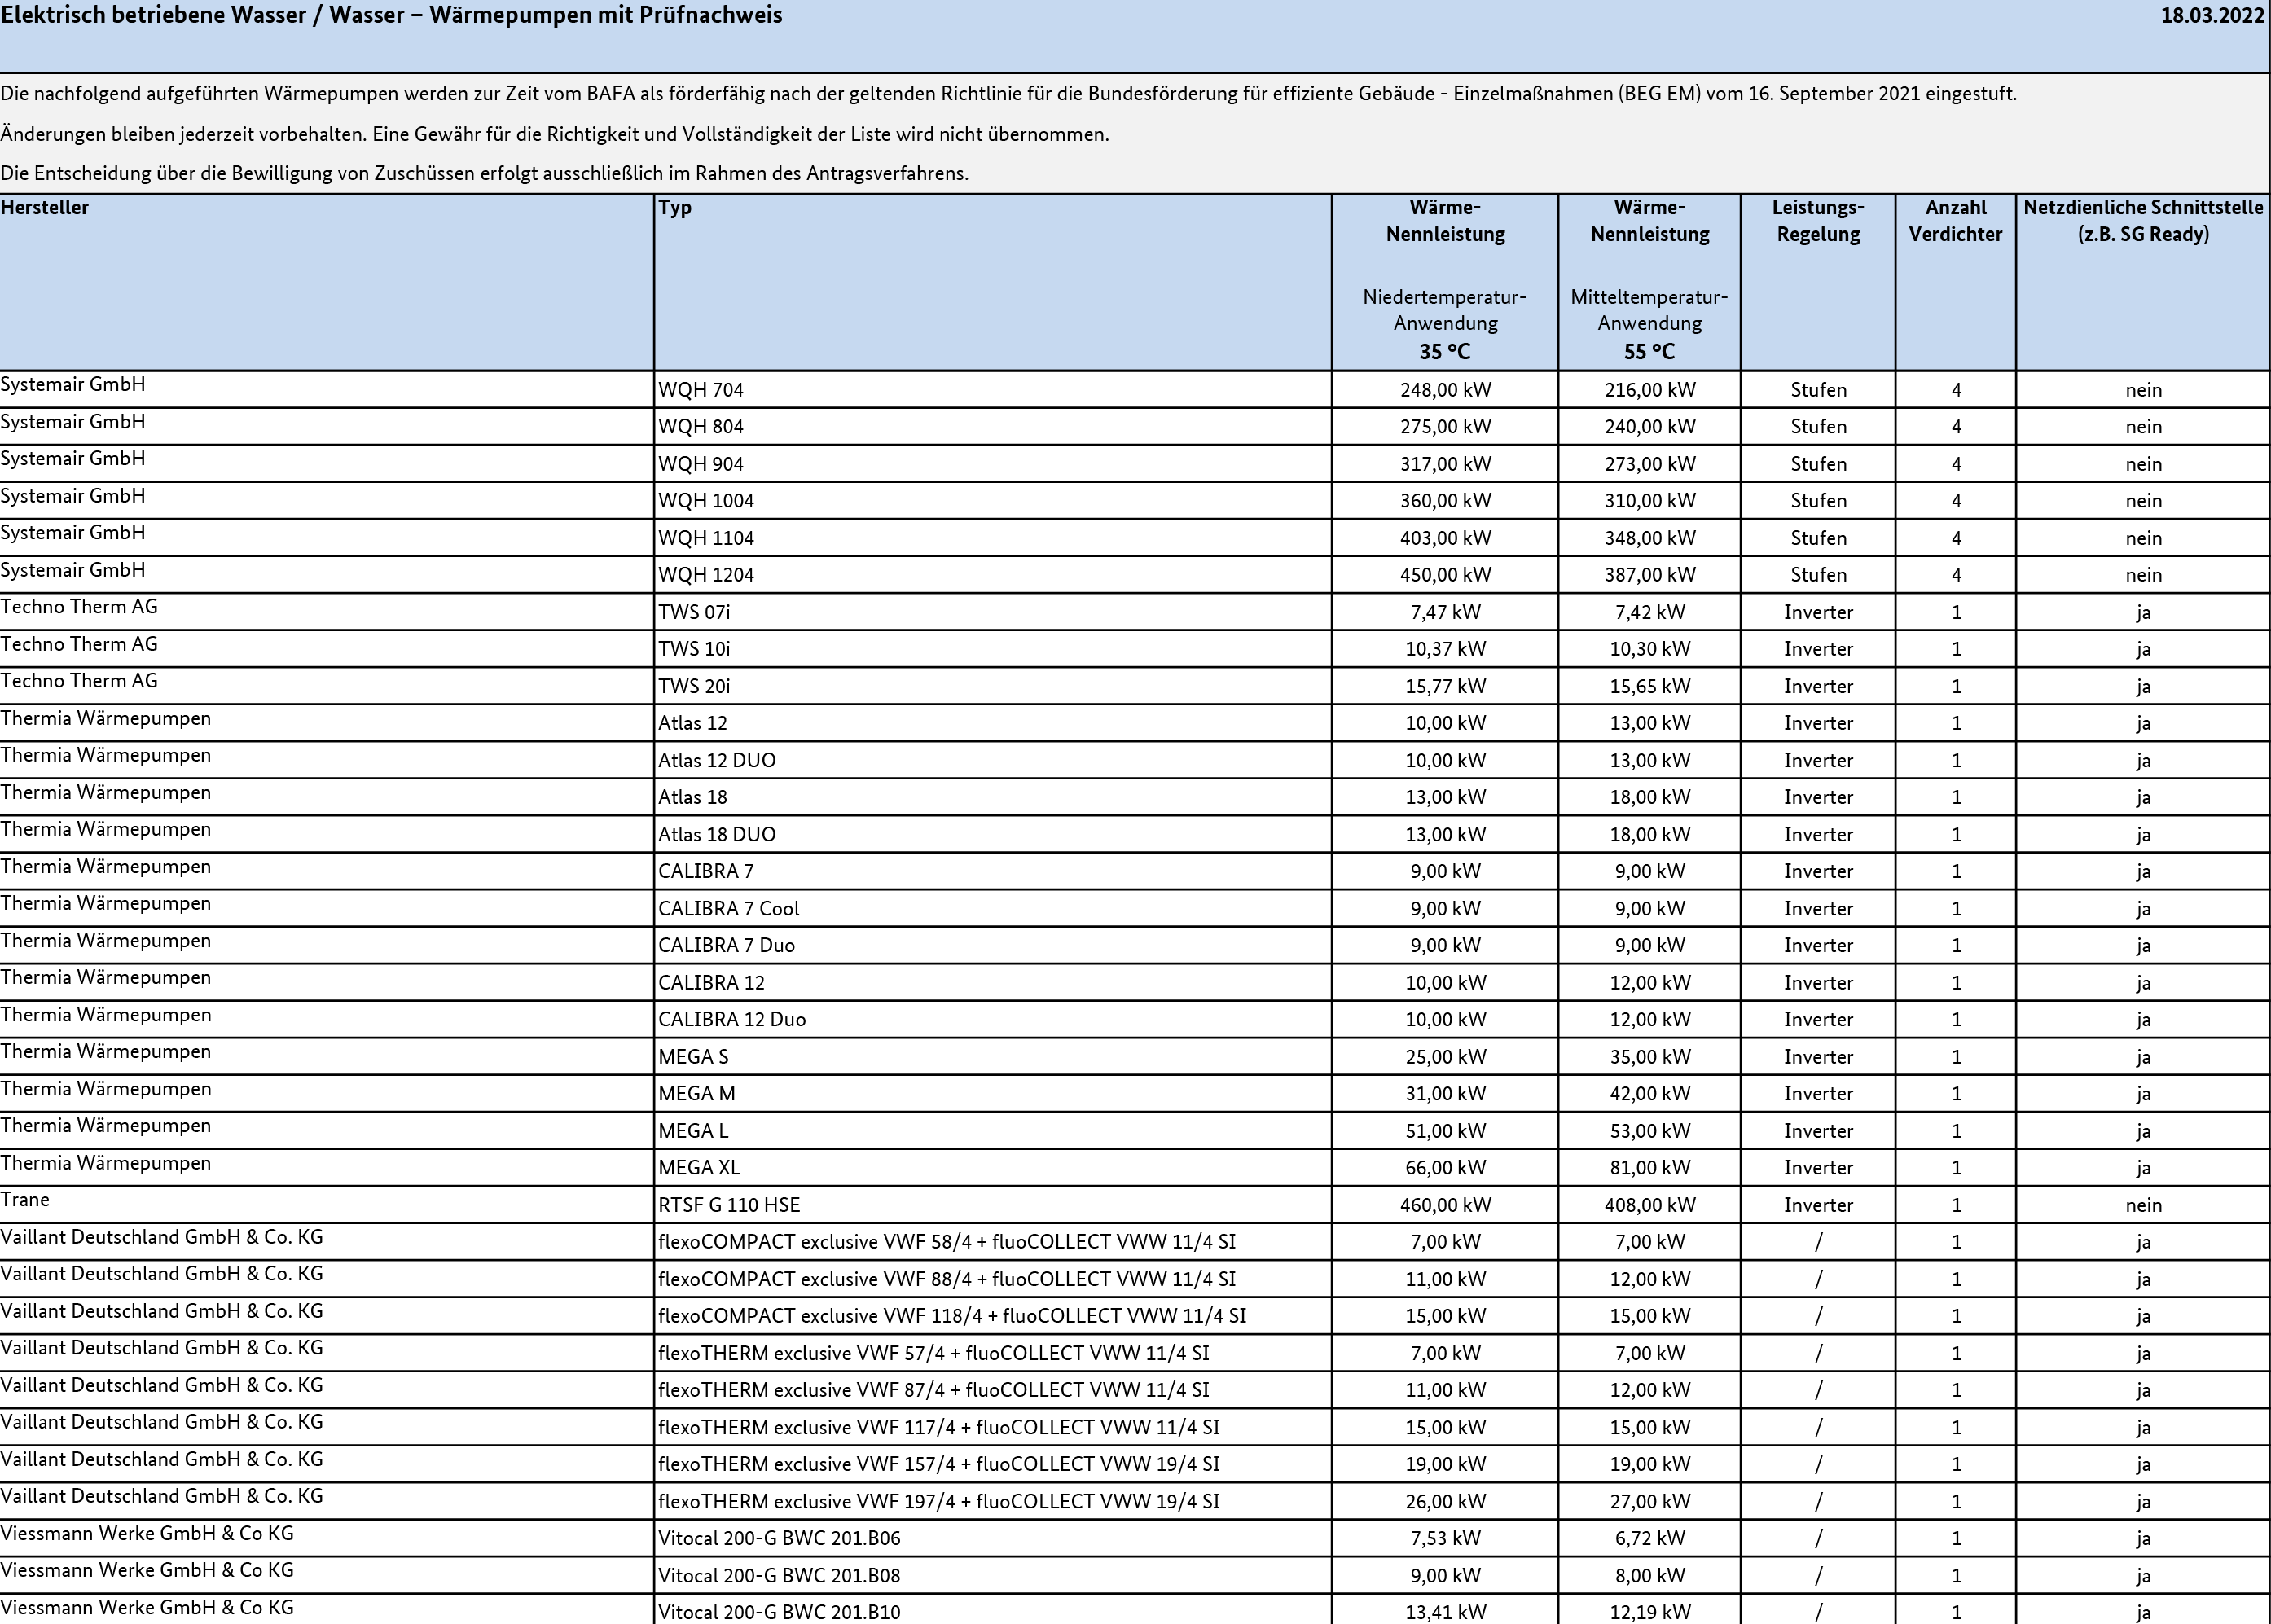 Elektrisch betriebene Wasser / Wasser – Wärmepumpen mit Prüfnachweis 18.03.2022
Die nachfolgend aufgeführten Wärmepumpen werden zur Zeit vom BAFA als förderfähig nach der geltenden Richtlinie für die Bundesförderung für effiziente Gebäude - Einzelmaßnahmen (BEG EM) vom 16. September 2021 eingestuft.
Änderungen bleiben jederzeit vorbehalten. Eine Gewähr für die Richtigkeit und Vollständigkeit der Liste wird nicht übernommen.
Die Entscheidung über die Bewilligung von Zuschüssen erfolgt ausschließlich im Rahmen des Antragsverfahrens.
Hersteller Typ Wärme- Wärme- Leistungs- Anzahl Netzdienliche Schnittstelle
Nennleistung Nennleistung Regelung Verdichter (z.B. SG Ready)
Niedertemperatur- Mitteltemperatur-
Anwendung Anwendung
35 °C 55 °C
Systemair GmbH WQH 704 248,00 kW 216,00 kW Stufen 4 nein
Systemair GmbH WQH 804 275,00 kW 240,00 kW Stufen 4 nein
Systemair GmbH WQH 904 317,00 kW 273,00 kW Stufen 4 nein
Systemair GmbH WQH 1004 360,00 kW 310,00 kW Stufen 4 nein
Systemair GmbH WQH 1104 403,00 kW 348,00 kW Stufen 4 nein
Systemair GmbH WQH 1204 450,00 kW 387,00 kW Stufen 4 nein
Techno Therm AG TWS 07i 7,47 kW 7,42 kW Inverter 1 ja
Techno Therm AG TWS 10i 10,37 kW 10,30 kW Inverter 1 ja
Techno Therm AG TWS 20i 15,77 kW 15,65 kW Inverter 1 ja
Thermia Wärmepumpen Atlas 12 10,00 kW 13,00 kW Inverter 1 ja
Thermia Wärmepumpen Atlas 12 DUO 10,00 kW 13,00 kW Inverter 1 ja
Thermia Wärmepumpen Atlas 18 13,00 kW 18,00 kW Inverter 1 ja
Thermia Wärmepumpen Atlas 18 DUO 13,00 kW 18,00 kW Inverter 1 ja
Thermia Wärmepumpen CALIBRA 7 9,00 kW 9,00 kW Inverter 1 ja
Thermia Wärmepumpen CALIBRA 7 Cool 9,00 kW 9,00 kW Inverter 1 ja
Thermia Wärmepumpen CALIBRA 7 Duo 9,00 kW 9,00 kW Inverter 1 ja
Thermia Wärmepumpen CALIBRA 12 10,00 kW 12,00 kW Inverter 1 ja
Thermia Wärmepumpen CALIBRA 12 Duo 10,00 kW 12,00 kW Inverter 1 ja
Thermia Wärmepumpen MEGA S 25,00 kW 35,00 kW Inverter 1 ja
Thermia Wärmepumpen MEGA M 31,00 kW 42,00 kW Inverter 1 ja
Thermia Wärmepumpen MEGA L 51,00 kW 53,00 kW Inverter 1 ja
Thermia Wärmepumpen MEGA XL 66,00 kW 81,00 kW Inverter 1 ja
Trane RTSF G 110 HSE 460,00 kW 408,00 kW Inverter 1 nein
Vaillant Deutschland GmbH & Co. KG flexoCOMPACT exclusive VWF 58/4 + fluoCOLLECT VWW 11/4 SI 7,00 kW 7,00 kW / 1 ja
Vaillant Deutschland GmbH & Co. KG flexoCOMPACT exclusive VWF 88/4 + fluoCOLLECT VWW 11/4 SI 11,00 kW 12,00 kW / 1 ja
Vaillant Deutschland GmbH & Co. KG flexoCOMPACT exclusive VWF 118/4 + fluoCOLLECT VWW 11/4 SI 15,00 kW 15,00 kW / 1 ja
Vaillant Deutschland GmbH & Co. KG flexoTHERM exclusive VWF 57/4 + fluoCOLLECT VWW 11/4 SI 7,00 kW 7,00 kW / 1 ja
Vaillant Deutschland GmbH & Co. KG flexoTHERM exclusive VWF 87/4 + fluoCOLLECT VWW 11/4 SI 11,00 kW 12,00 kW / 1 ja
Vaillant Deutschland GmbH & Co. KG flexoTHERM exclusive VWF 117/4 + fluoCOLLECT VWW 11/4 SI 15,00 kW 15,00 kW / 1 ja
Vaillant Deutschland GmbH & Co. KG flexoTHERM exclusive VWF 157/4 + fluoCOLLECT VWW 19/4 SI 19,00 kW 19,00 kW / 1 ja
Vaillant Deutschland GmbH & Co. KG flexoTHERM exclusive VWF 197/4 + fluoCOLLECT VWW 19/4 SI 26,00 kW 27,00 kW / 1 ja
Viessmann Werke GmbH & Co KG Vitocal 200-G BWC 201.B06 7,53 kW 6,72 kW / 1 ja
Viessmann Werke GmbH & Co KG Vitocal 200-G BWC 201.B08 9,00 kW 8,00 kW / 1 ja
Viessmann Werke GmbH & Co KG Vitocal 200-G BWC 201.B10 13,41 kW 12,19 kW / 1 ja